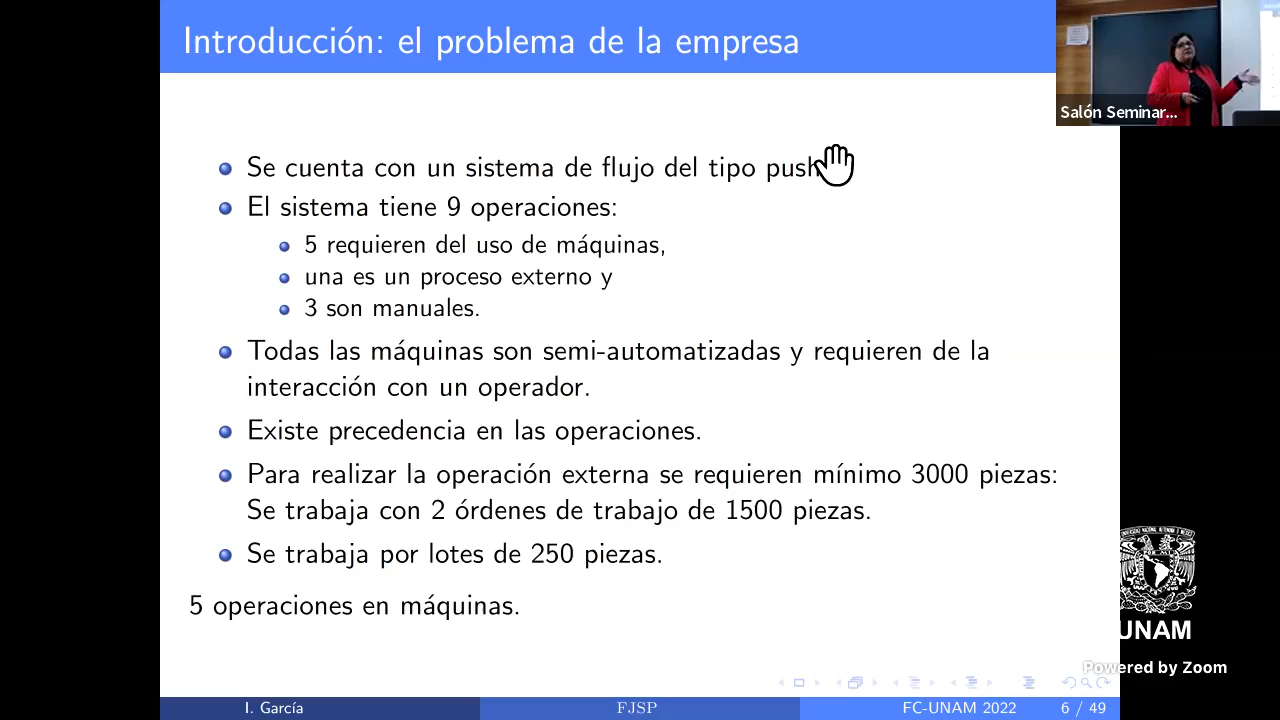 Introducción: el problema de la empresa
Salón Seminar...
Se cuenta con un sistema de flujo del tipo push
El sistema tiene 9 operaciones:
5 requieren del uso de máquinas,
una es un proceso externo y
3 son manuales.
Todas las máquinas son semi-automatizadas y requieren de la
interacción con un operador.
Existe precedencia en las operaciones.
Para realizar la operación externa se requieren mínimo 3000 piezas:
Se trabaja con 2 órdenes de trabajo de 1500 piezas.
Se trabaja por lotes de 250 piezas.
5 operaciones en máquinas.
UNAM
Powered by Zoom
I. García FJSP FC-UNAM 2022 6 / 49